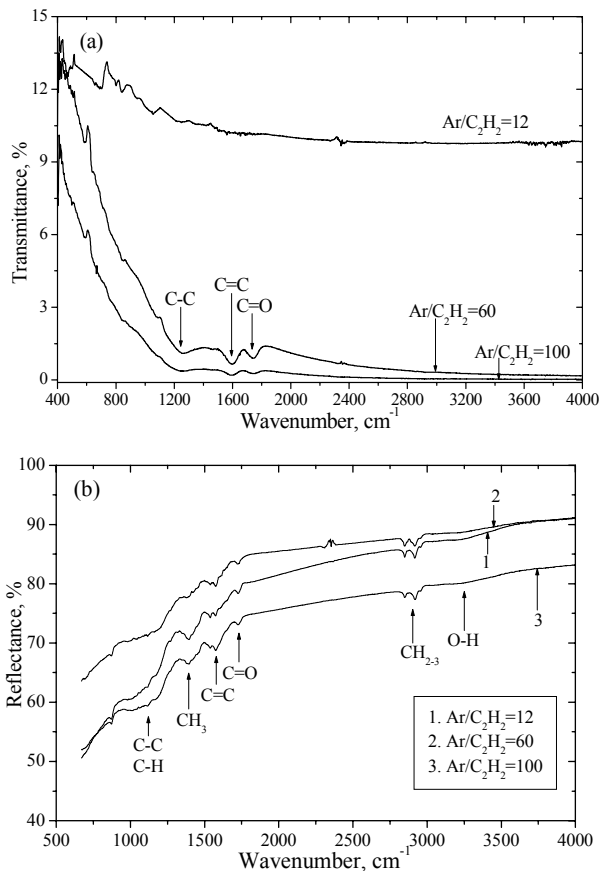 (a)
15
12
9
6
3
0
Transmittance, %
Ar/C₂H₂=12
C-C
C=C
C=O
Ar/C₂H₂=60
Ar/C₂H₂=100
400 800 1200 1600 2000 2400 2800 3200 3600 4000
Wavenumber, cm⁻¹
(b)
100
90
80
70
60
50
40
Reflectance, %
2
1
3
C-C
C-H
CH₃
C=C
C=O
CH₂₋₃
O-H
1. Ar/C₂H₂=12
2. Ar/C₂H₂=60
3. Ar/C₂H₂=100
500 1000 1500 2000 2500 3000 3500 4000
Wavenumber, cm⁻¹